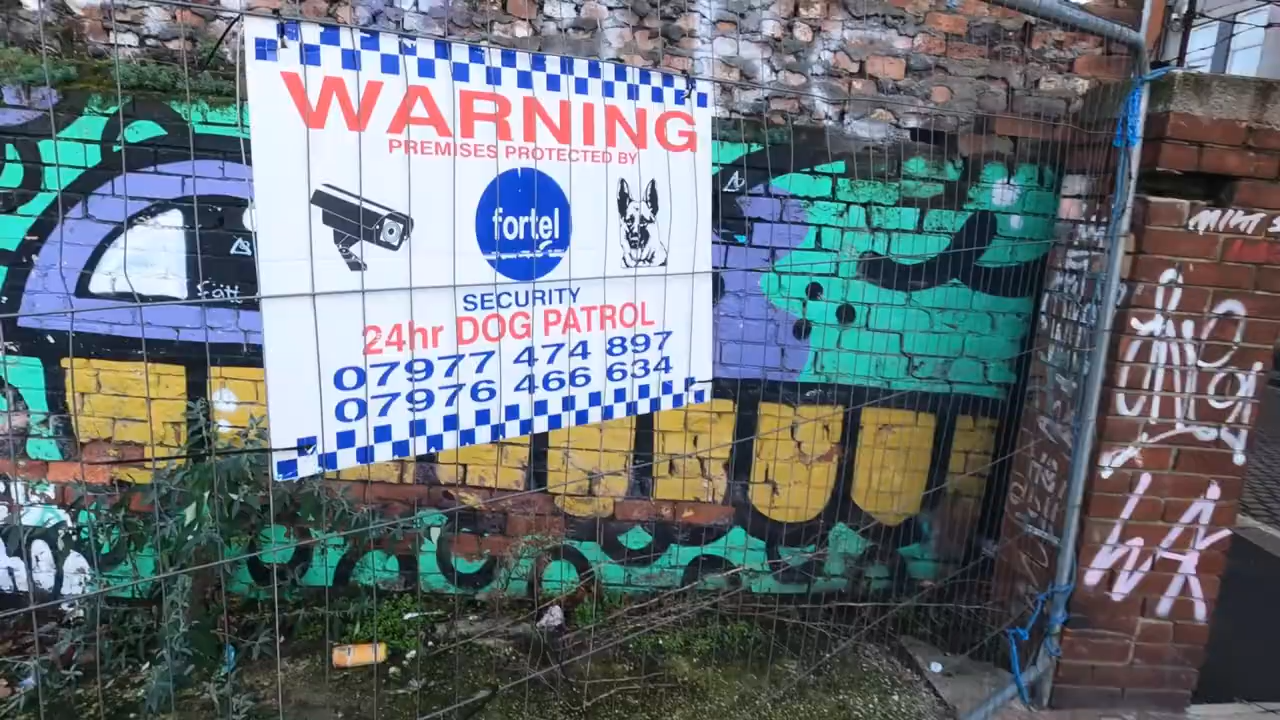 WARNING
PREMISES PROTECTED BY
fortel
SECURITY
24hr DOG PATROL
07977 474 897
07976 466 634